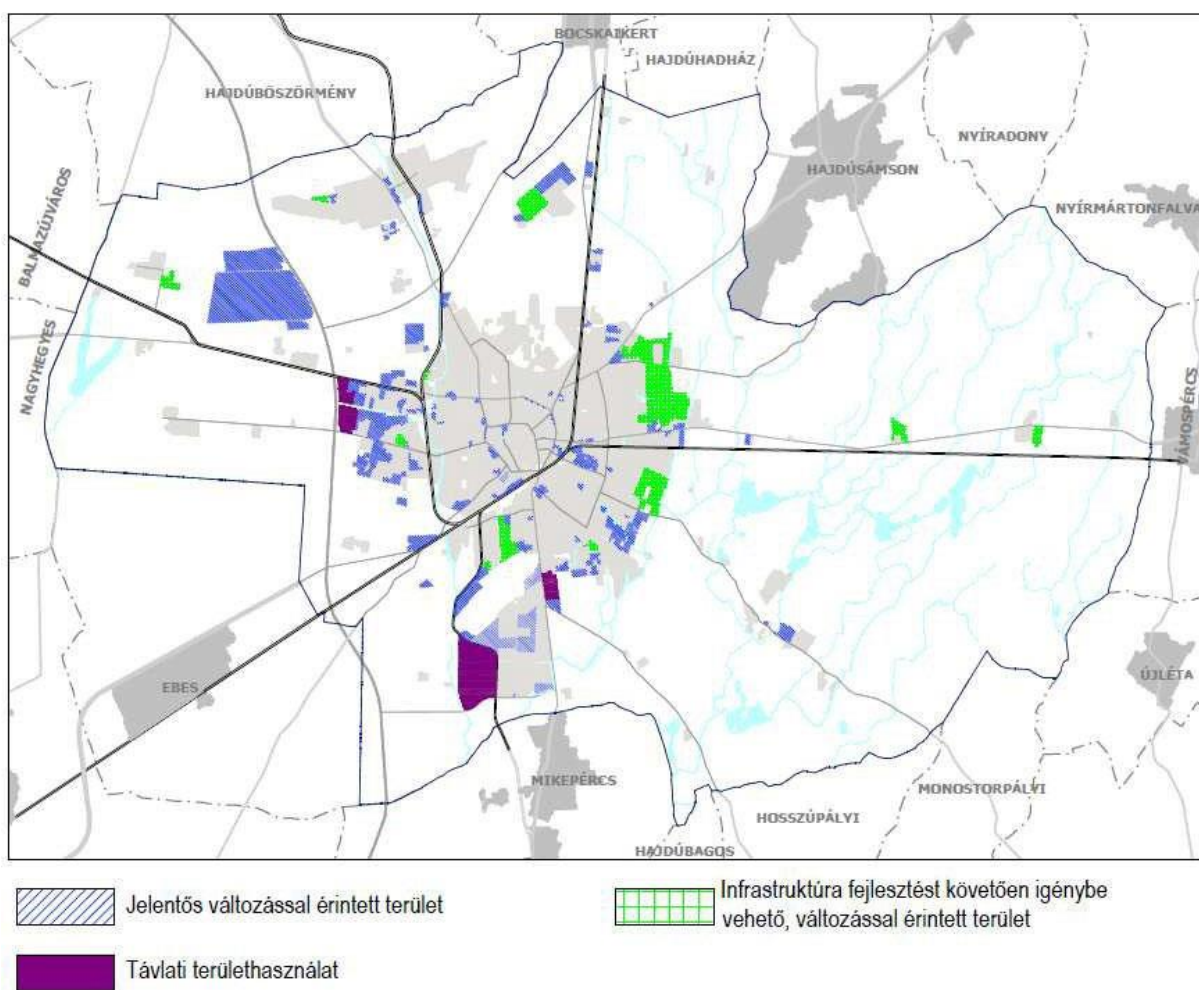 BOCSKAIKERT
HAJDÚHADHÁZ
HAJDÚBÖSZÖRMÉNY
NYÍRADONY
HAJDÚSÁMSON
BALMAZÚJVÁROS
NYÍRMÁRTONFALVA
NAGYHEGYES
VÁMOSPÉRCS
EBES
ÚJLÉTA
MIKEPÉRCS
MONOSTORPÁLYI
HOSSZÚPÁLYI
HAJDÚBAGOS
Jelentős változással érintett terület
Infrastruktúra fejlesztést követően igénybe
vehető, változással érintett terület
Távlati területhasználat